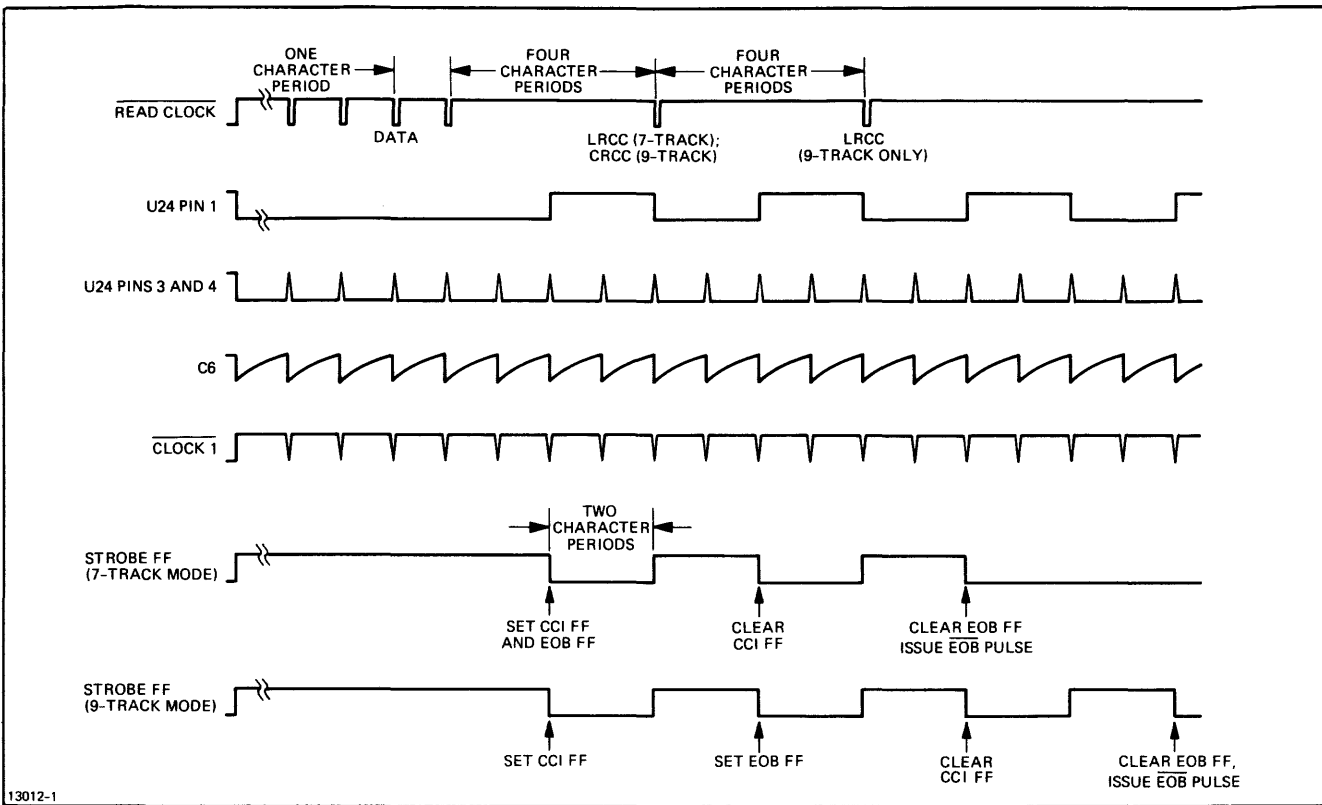 ONE
CHARACTER
PERIOD
FOUR
CHARACTER
PERIODS
FOUR
CHARACTER
PERIODS
READ CLOCK
DATA
LRCC (7-TRACK);
CRCC (9-TRACK)
LRCC
(9-TRACK ONLY)
U24 PIN 1
U24 PINS 3 AND 4
C6
CLOCK 1
TWO
CHARACTER
PERIODS
STROBE FF
(7-TRACK MODE)
SET CCI FF
AND EOB FF
CLEAR
CCI FF
CLEAR EOB FF
ISSUE EOB PULSE
STROBE FF
(9-TRACK MODE)
SET CCI FF
SET EOB FF
CLEAR
CCI FF
CLEAR EOB FF,
ISSUE EOB PULSE
13012-1